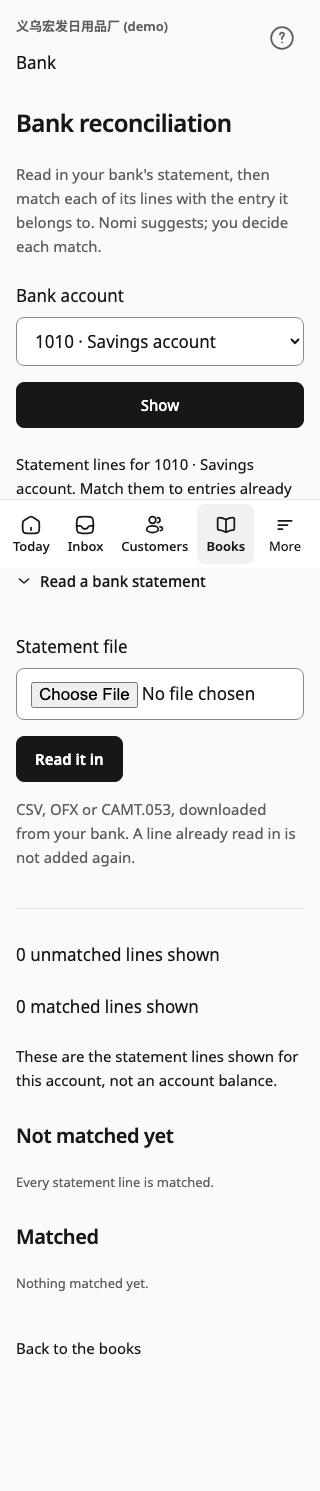 义乌宏发日用品厂 (demo)
Bank
Bank reconciliation
Read in your bank's statement, then
match each of its lines with the entry it
belongs to. Nomi suggests; you decide
each match.
Bank account
1010 · Savings account
Show
Statement lines for 1010 · Savings
account. Match them to entries already
Today
Inbox
Customers
Books
More
Read a bank statement
Statement file
Choose File No file chosen
Read it in
CSV, OFX or CAMT.053, downloaded
from your bank. A line already read in is
not added again.
0 unmatched lines shown
0 matched lines shown
These are the statement lines shown for
this account, not an account balance.
Not matched yet
Every statement line is matched.
Matched
Nothing matched yet.
Back to the books